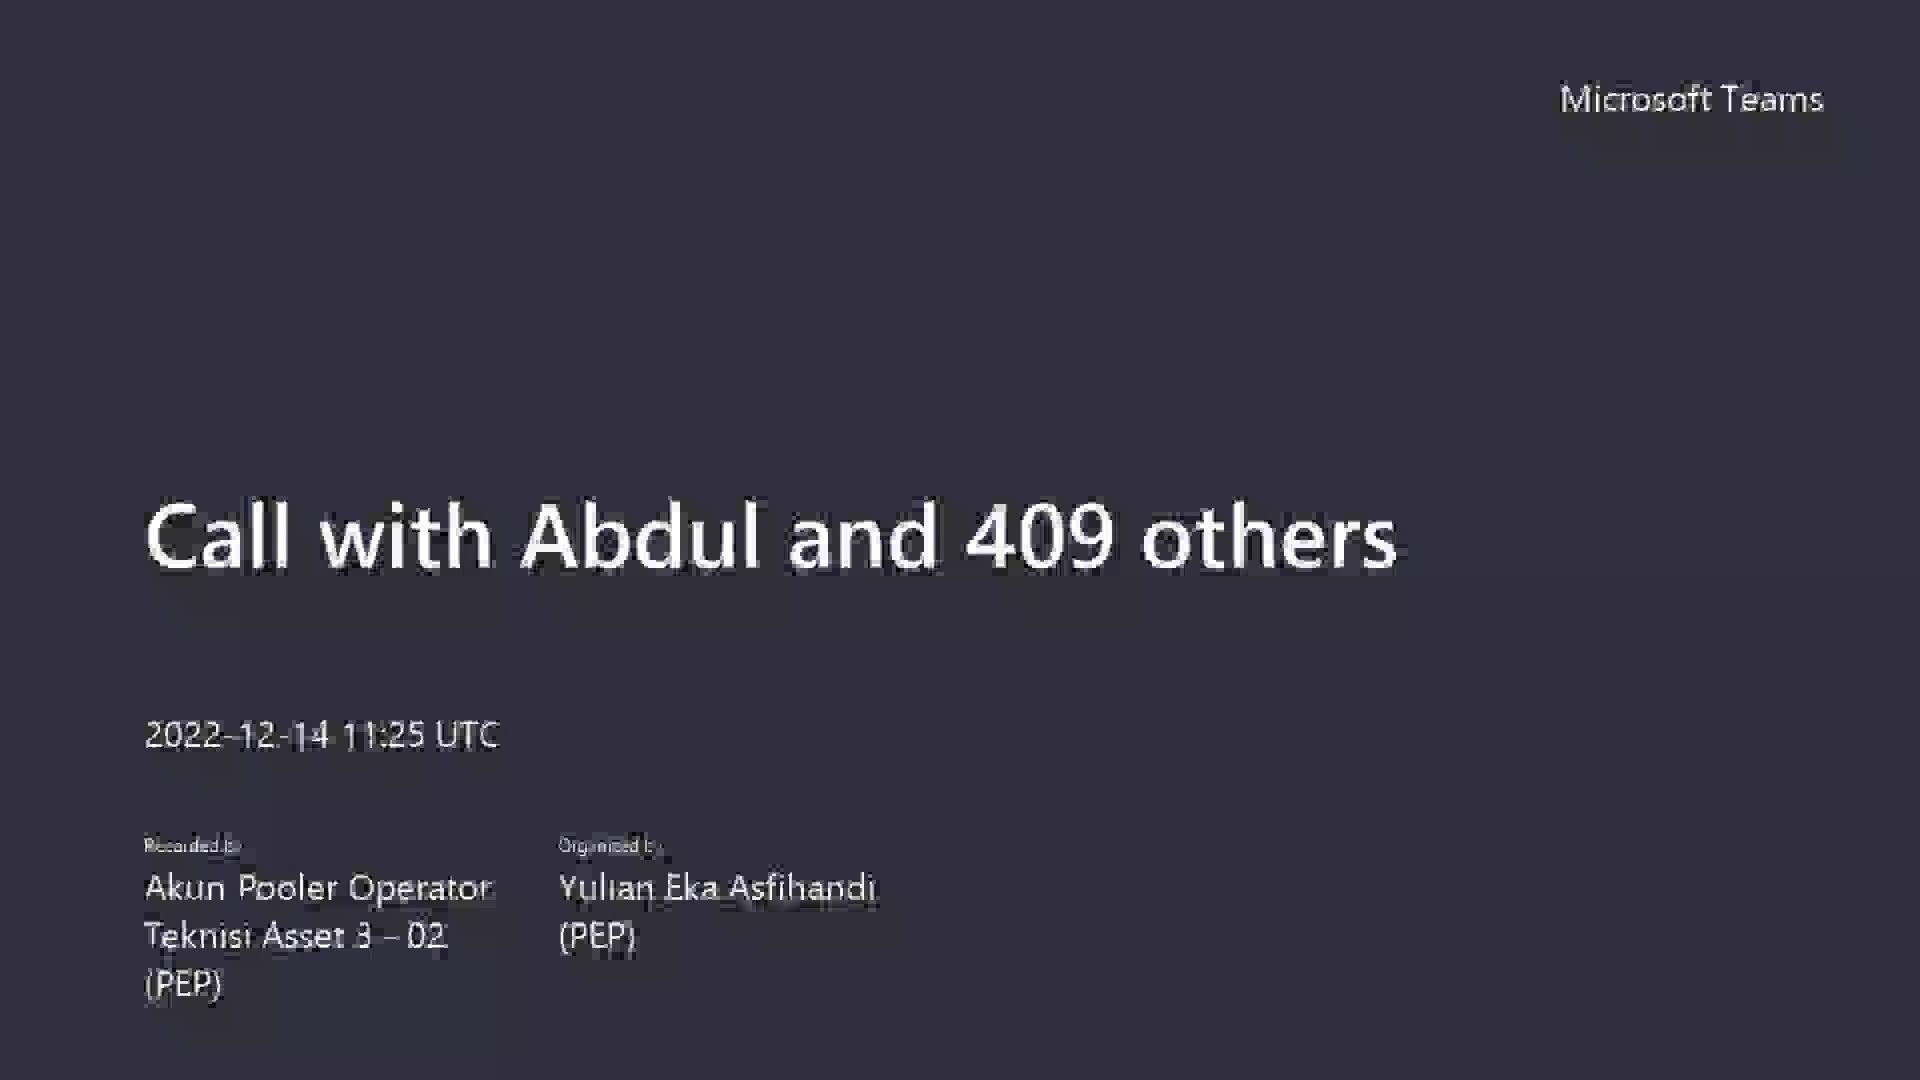 Microsoft Teams
Call with Abdul and 409 others
2022-12-14 11:25 UTC
Recorded by
Organized by
Akun Pooler Operator
Teknisi Asset 3 - 02
(PEP)
Yulian Eka Asfihandi
(PEP)